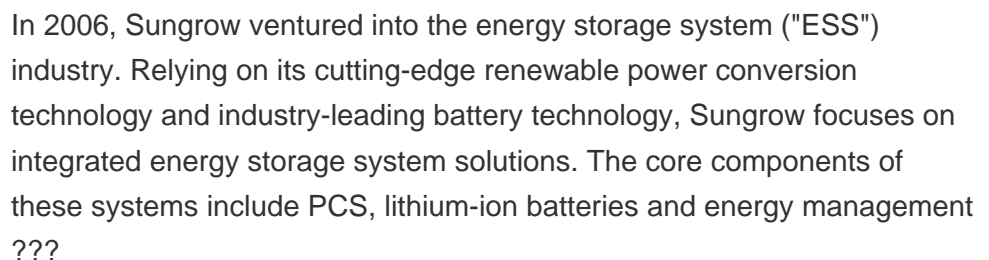 In 2006, Sungrow ventured into the energy storage system ("ESS")
industry. Relying on its cutting-edge renewable power conversion
technology and industry-leading battery technology, Sungrow focuses on
integrated energy storage system solutions. The core components of
these systems include PCS, lithium-ion batteries and energy management
???